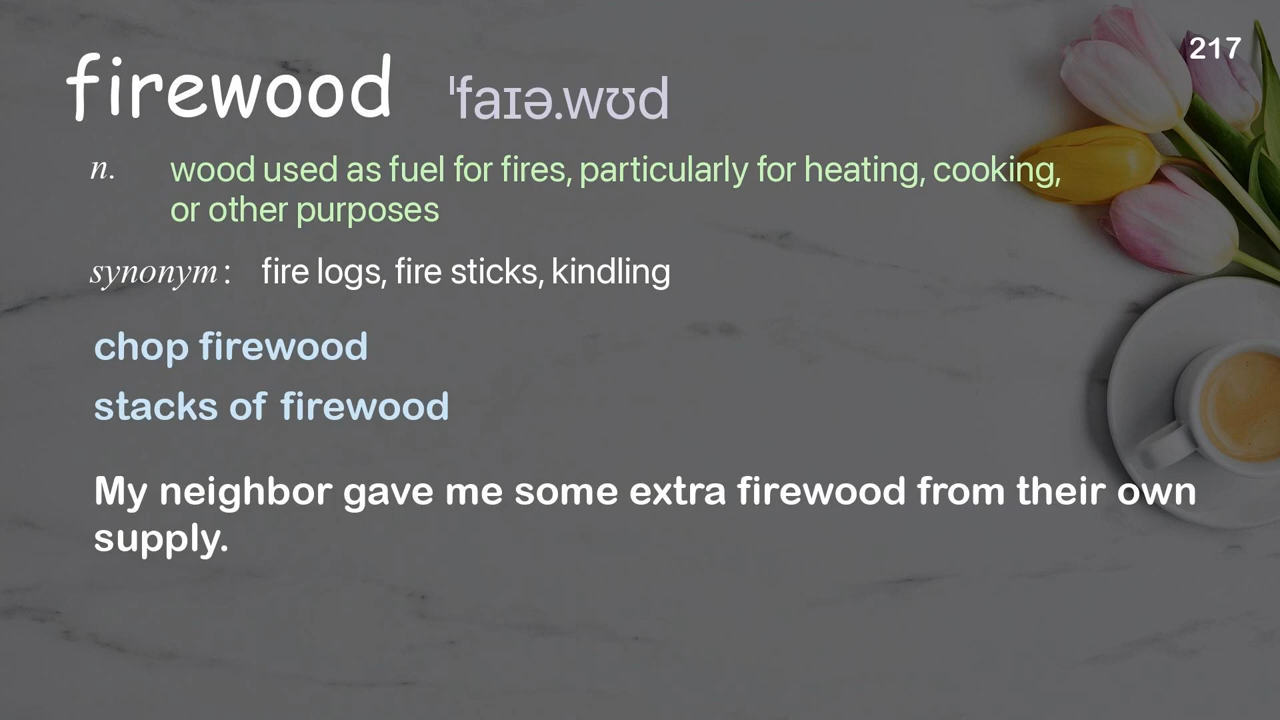 217
firewood ˈfaɪə.wʊd
n. wood used as fuel for fires, particularly for heating, cooking,
or other purposes
synonym: fire logs, fire sticks, kindling
chop firewood
stacks of firewood
My neighbor gave me some extra firewood from their own
supply.